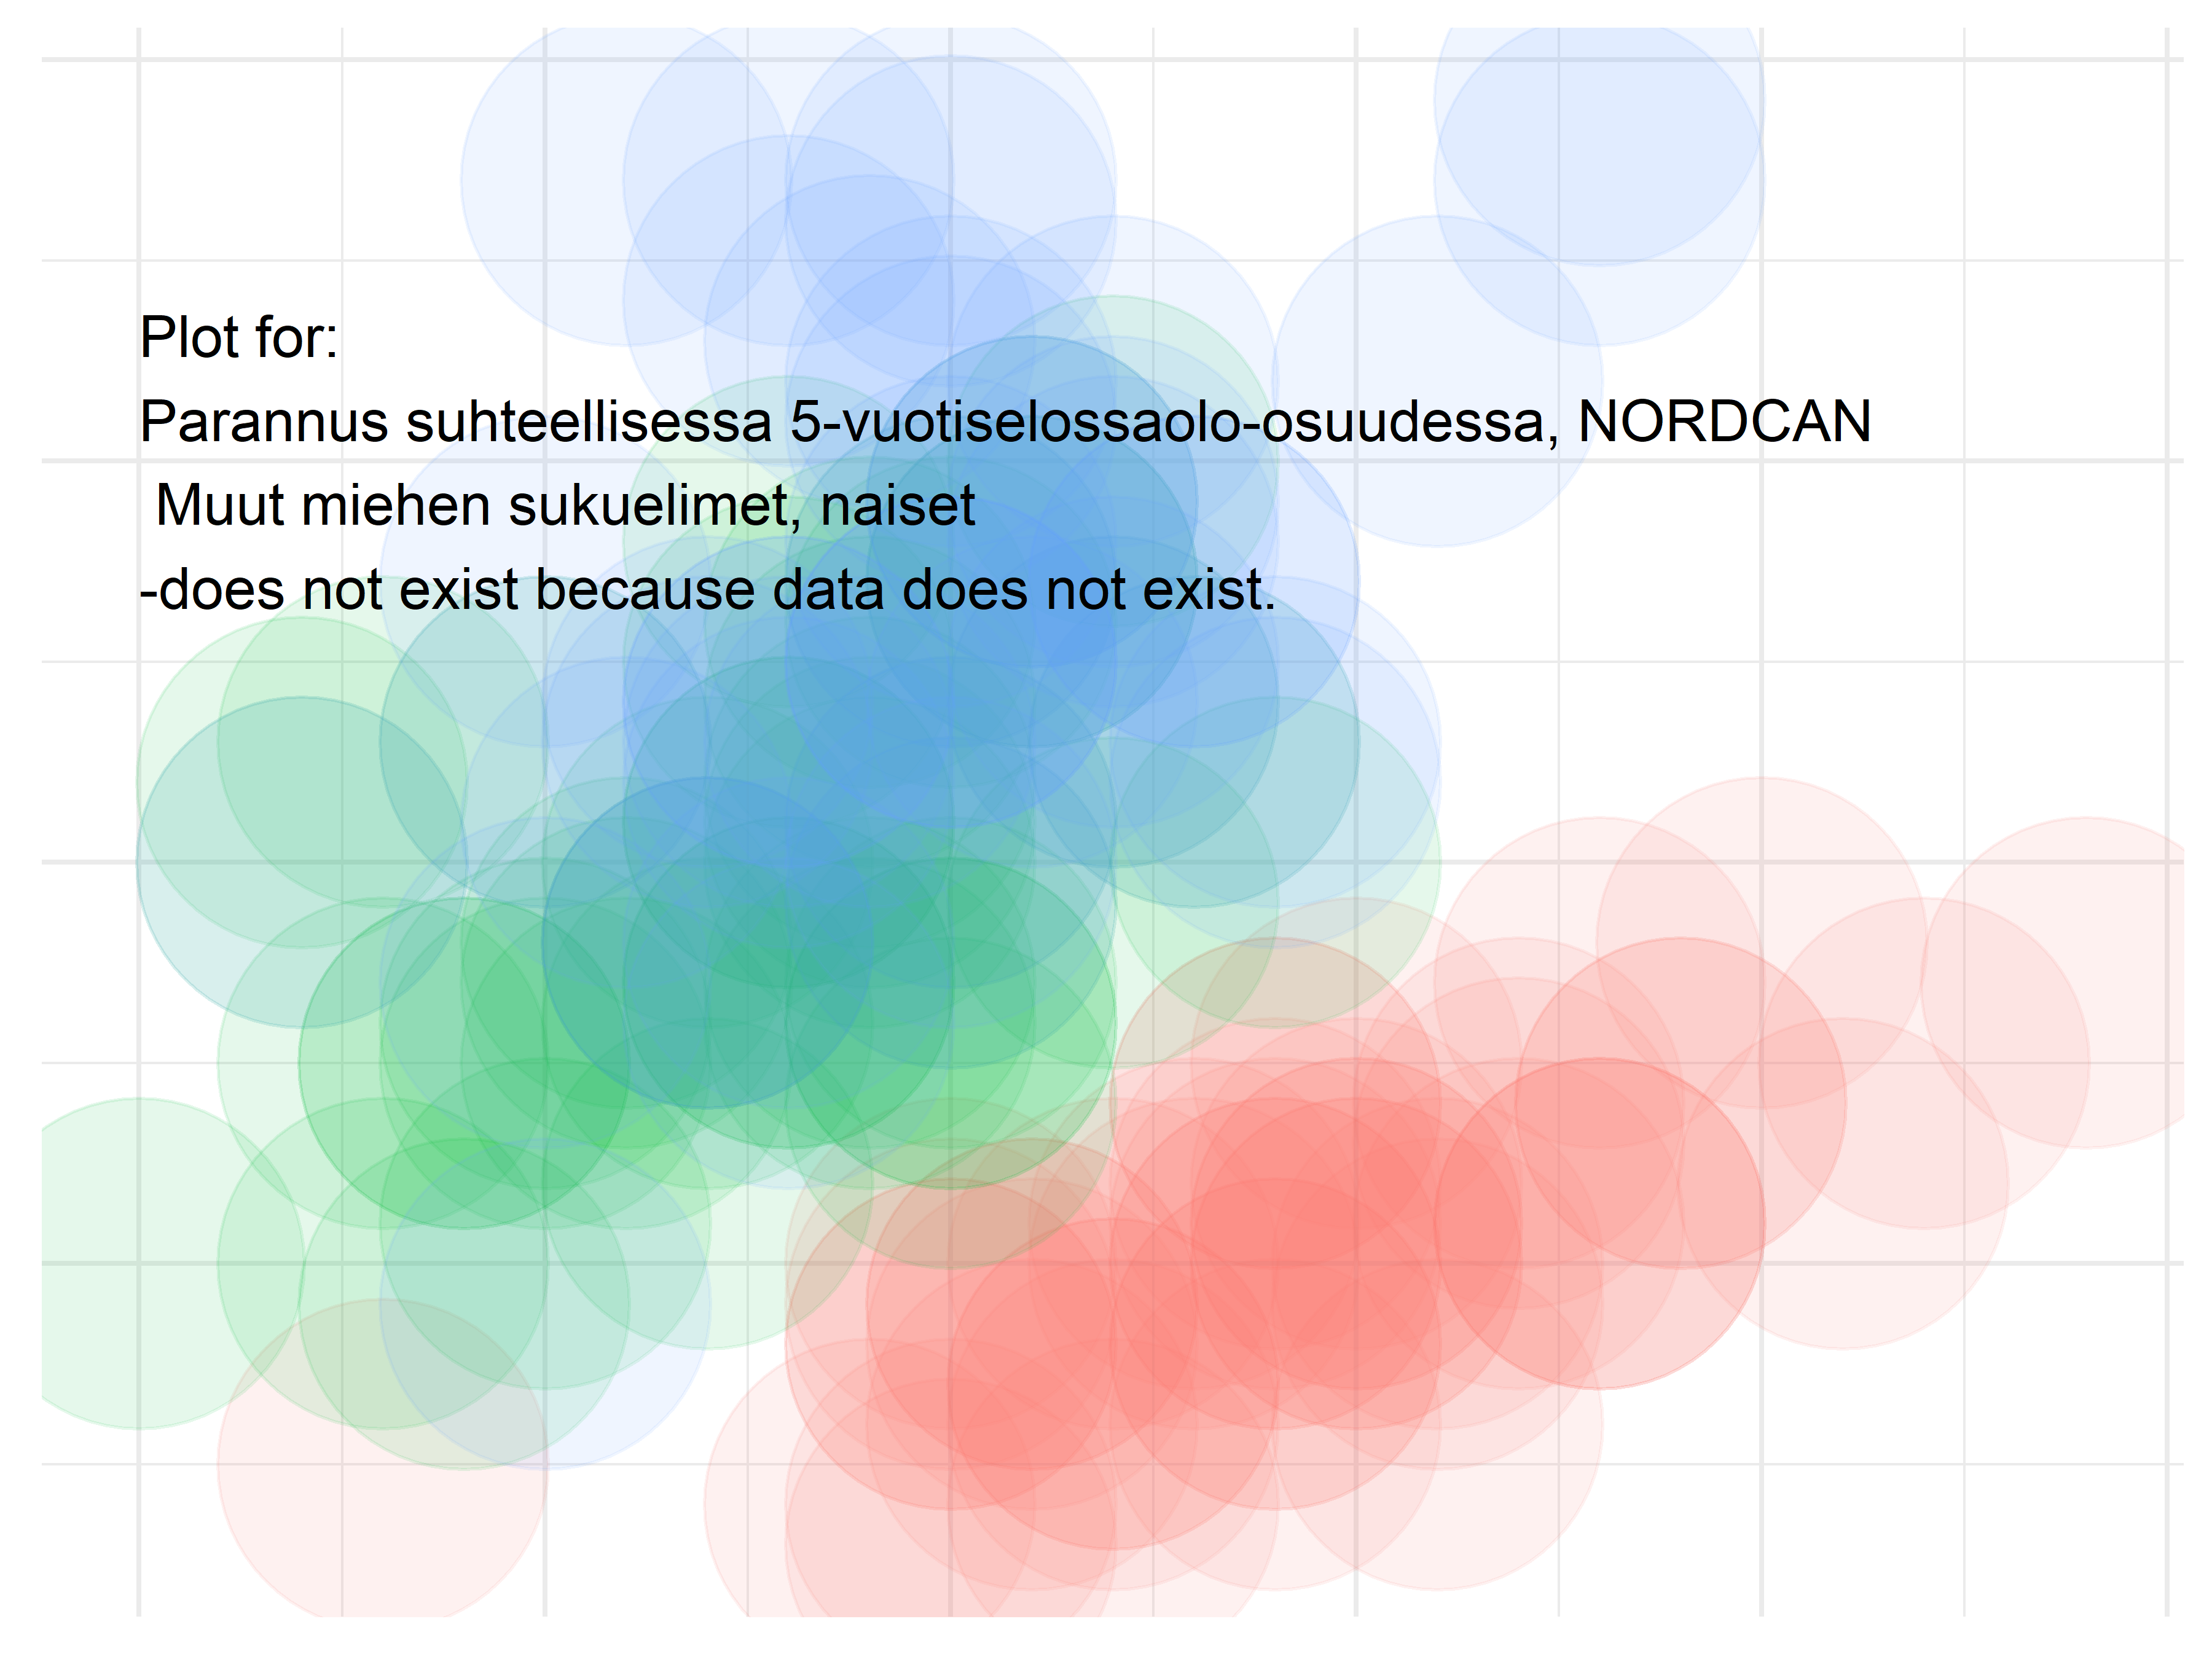 Plot for:
Parannus suhteellisessa 5-vuotiselossaolo-osuudessa, NORDCAN
Muut miehen sukuelimet, naiset
-does not exist because data does not exist.